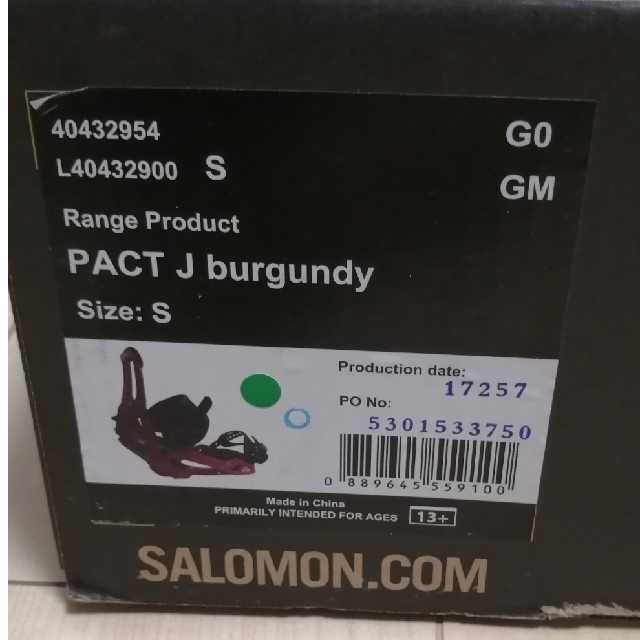 40432954
G0
L40432900 S
GM
Range Product
PACT J burgundy
Size: S
Production date:
17257
PO No:
5301533750
0 889645 559100
Made in China
PRIMARILY INTENDED FOR AGES 13+
SALOMON.COM